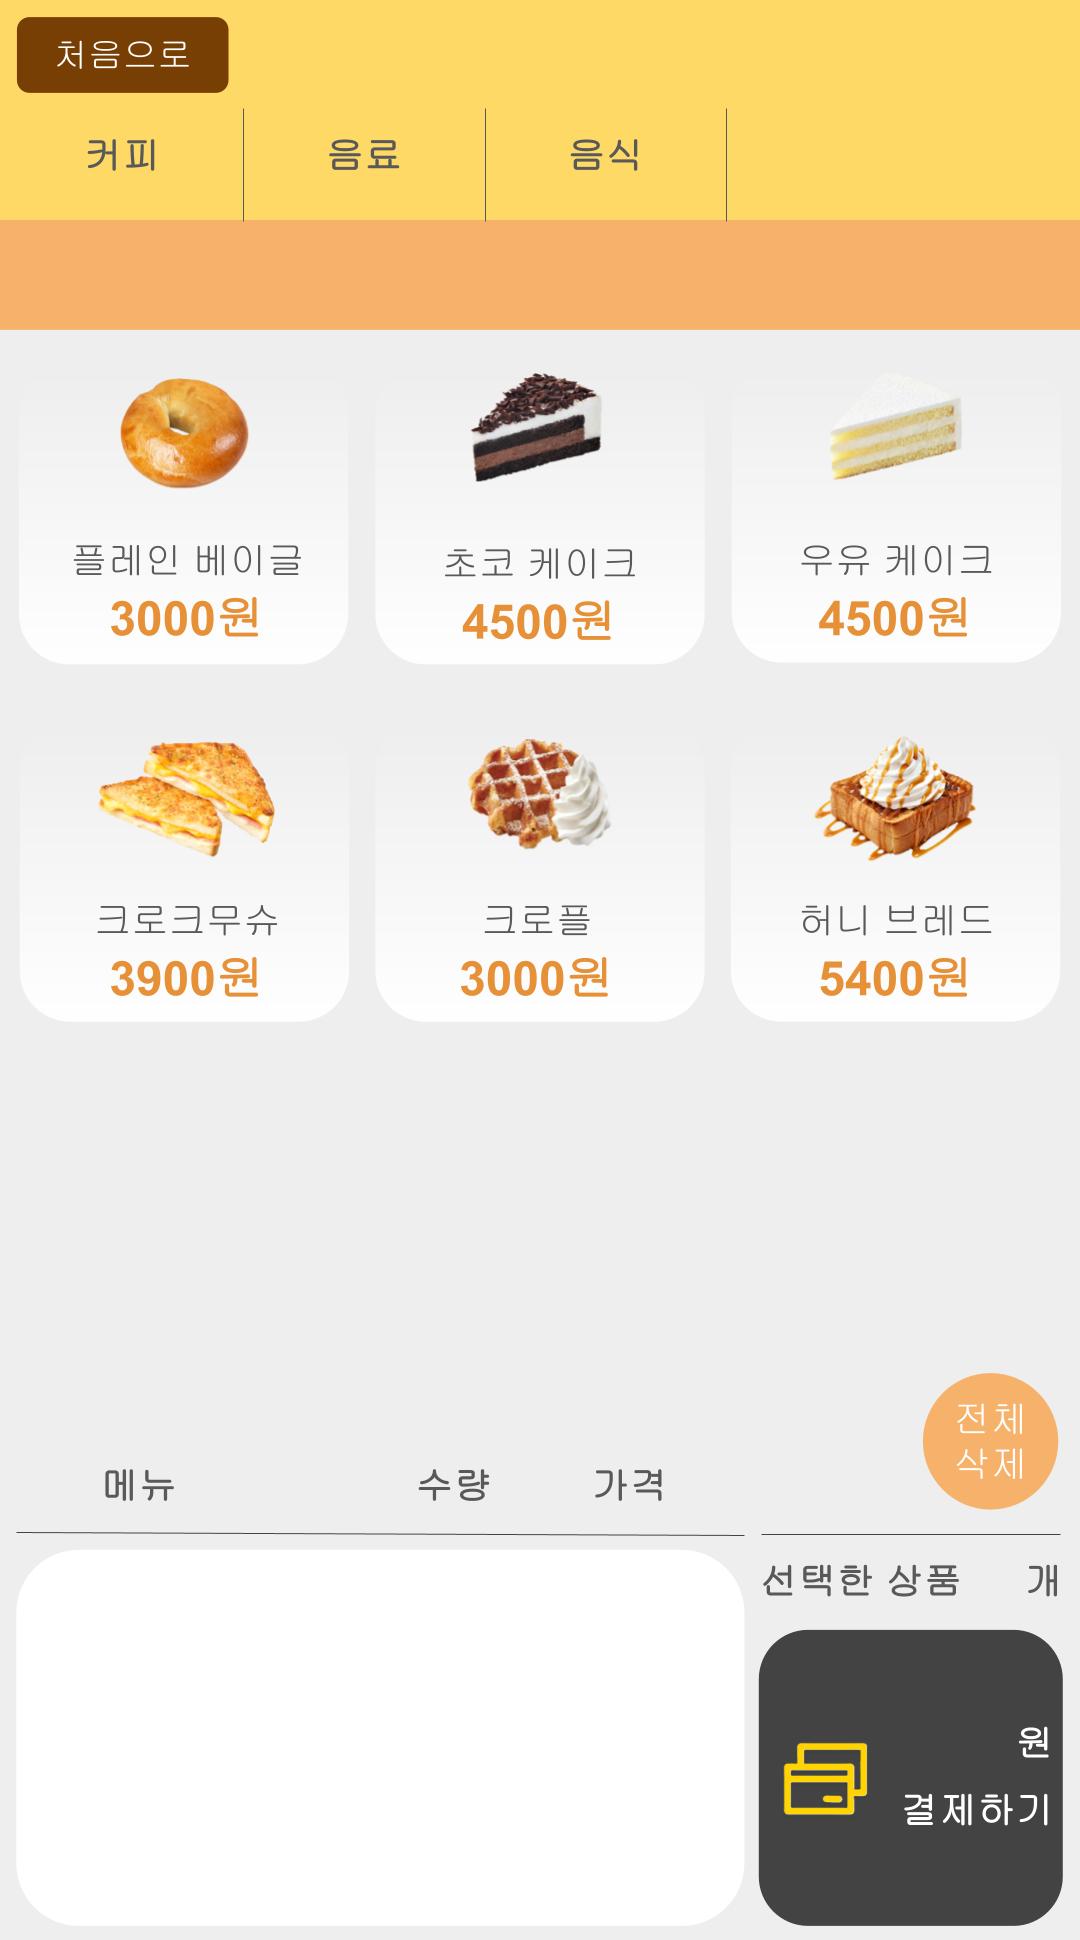 처음으로
커피 음료 음식
플레인 베이글
3000원
초코 케이크
4500원
우유 케이크
4500원
크로크무슈
3900원
크로플
3000원
허니 브레드
5400원
전체
삭제
메뉴 수량 가격
선택한 상품 개
원
결제하기